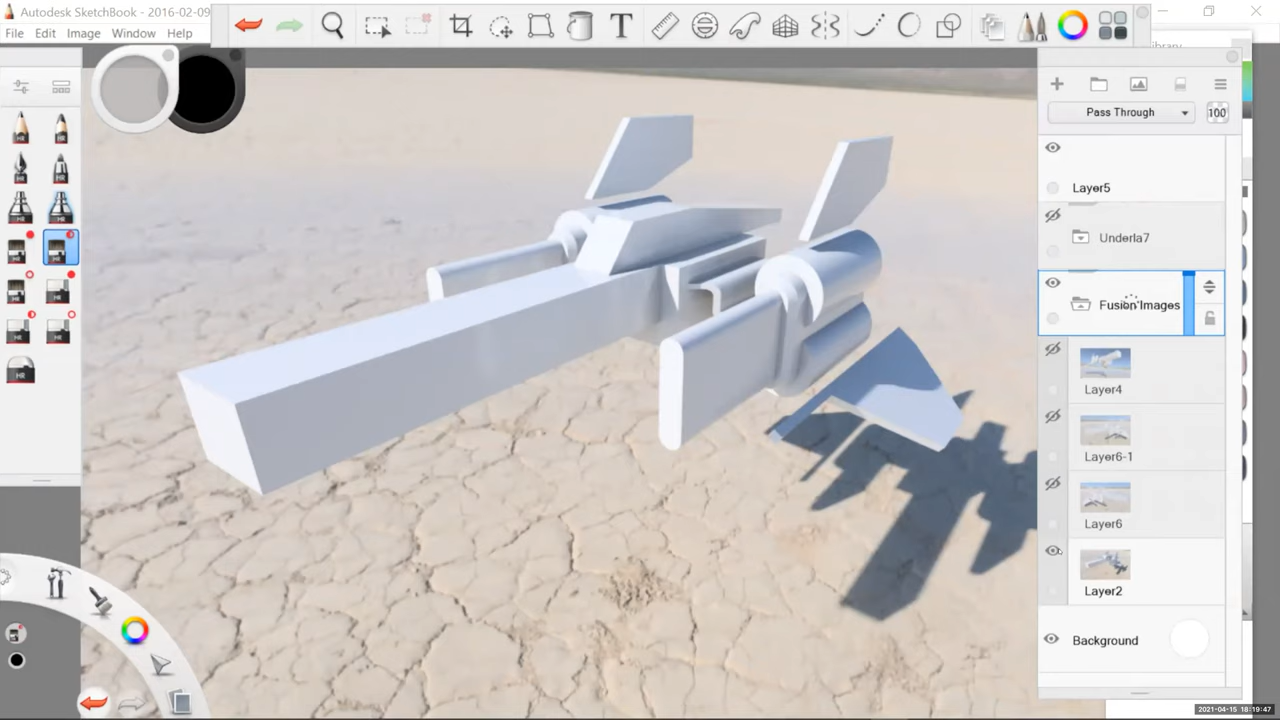 Autodesk SketchBook - 2016-02-09
File Edit Image Window Help
T
Pass Through
100
Layer5
Underla7
Fusion Images
Layer4
Layer6-1
Layer6
Layer2
Background
2021-04-15 18:19:47